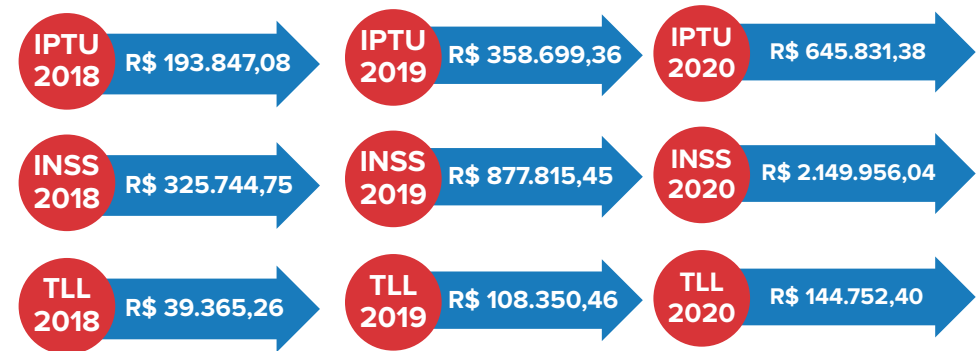 IPTU
2018
R$ 193.847,08
IPTU
2019
R$ 358.699,36
IPTU
2020
R$ 645.831,38
INSS
2018
R$ 325.744,75
INSS
2019
R$ 877.815,45
INSS
2020
R$ 2.149.956,04
TLL
2018
R$ 39.365,26
TLL
2019
R$ 108.350,46
TLL
2020
R$ 144.752,40